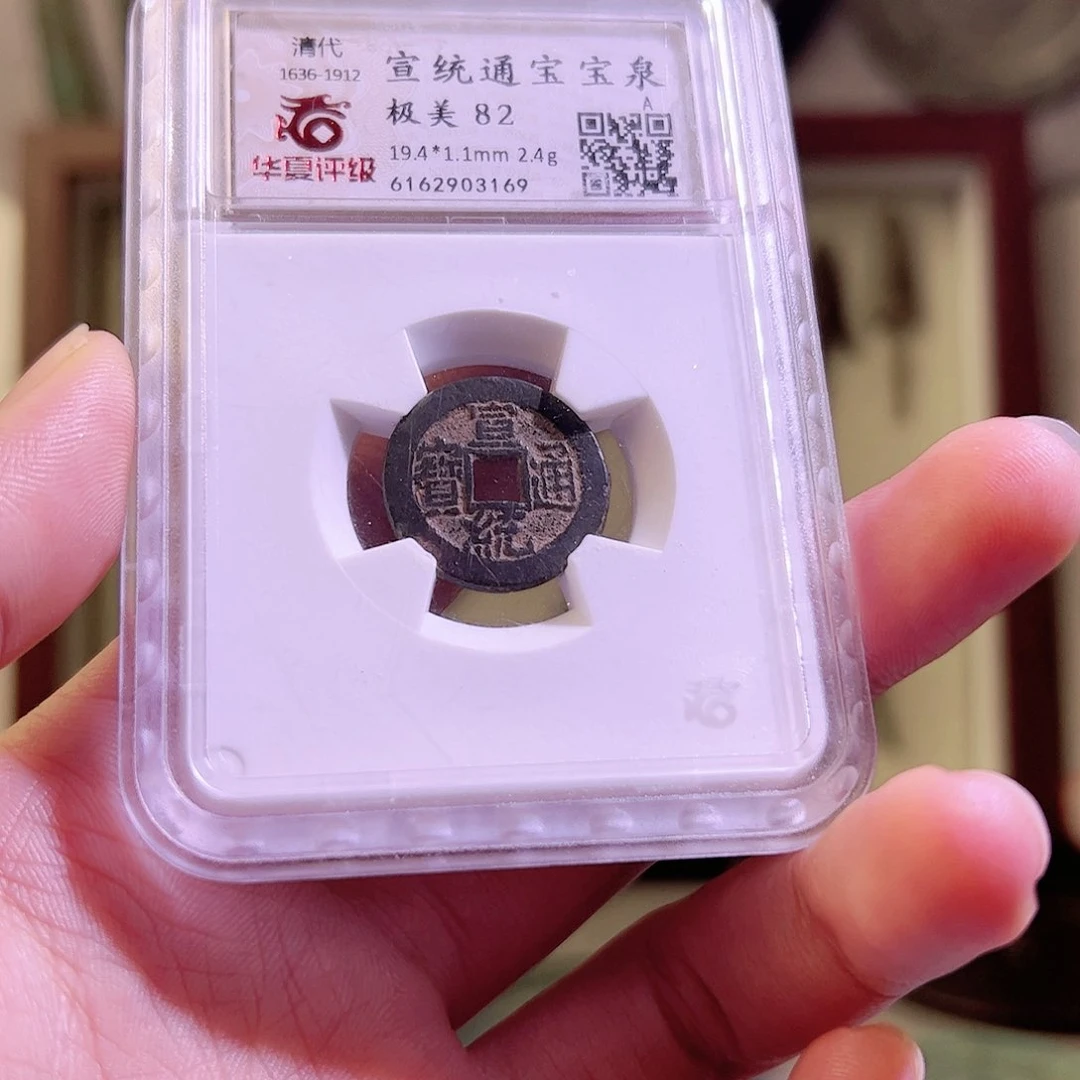 清代
1636-1912
华夏评级
宣统通宝宝泉
极美 82
A
19.4*1.1mm 2.4g
6162903169
宣
寶 通
统